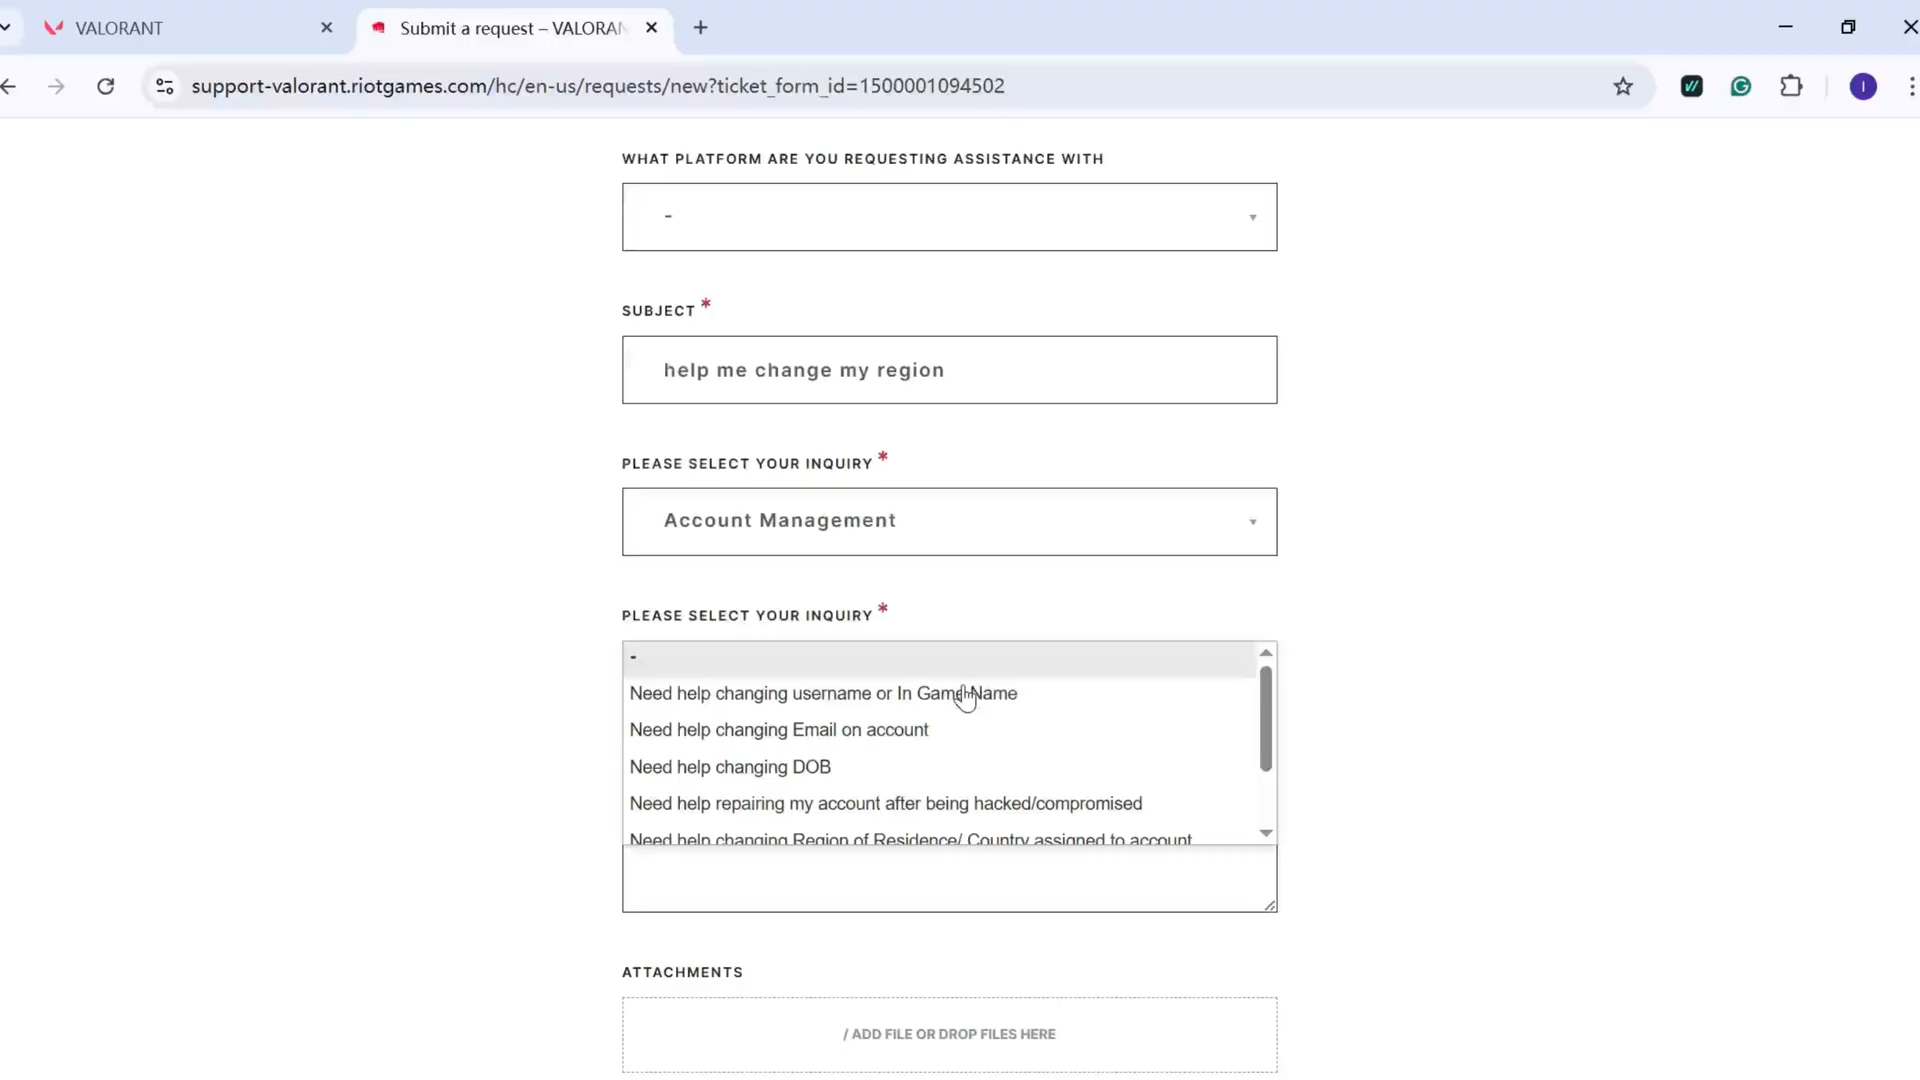 VALORANT
Submit a request – VALORAN
support-valorant.riotgames.com/hc/en-us/requests/new?ticket_form_id=1500001094502
I
WHAT PLATFORM ARE YOU REQUESTING ASSISTANCE WITH
-
SUBJECT *
help me change my region
PLEASE SELECT YOUR INQUIRY *
Account Management
PLEASE SELECT YOUR INQUIRY *
-
Need help changing username or In Game Name
Need help changing Email on account
Need help changing DOB
Need help repairing my account after being hacked/compromised
Need help changing Region of Residence/ Country assigned to account
ATTACHMENTS
/ ADD FILE OR DROP FILES HERE